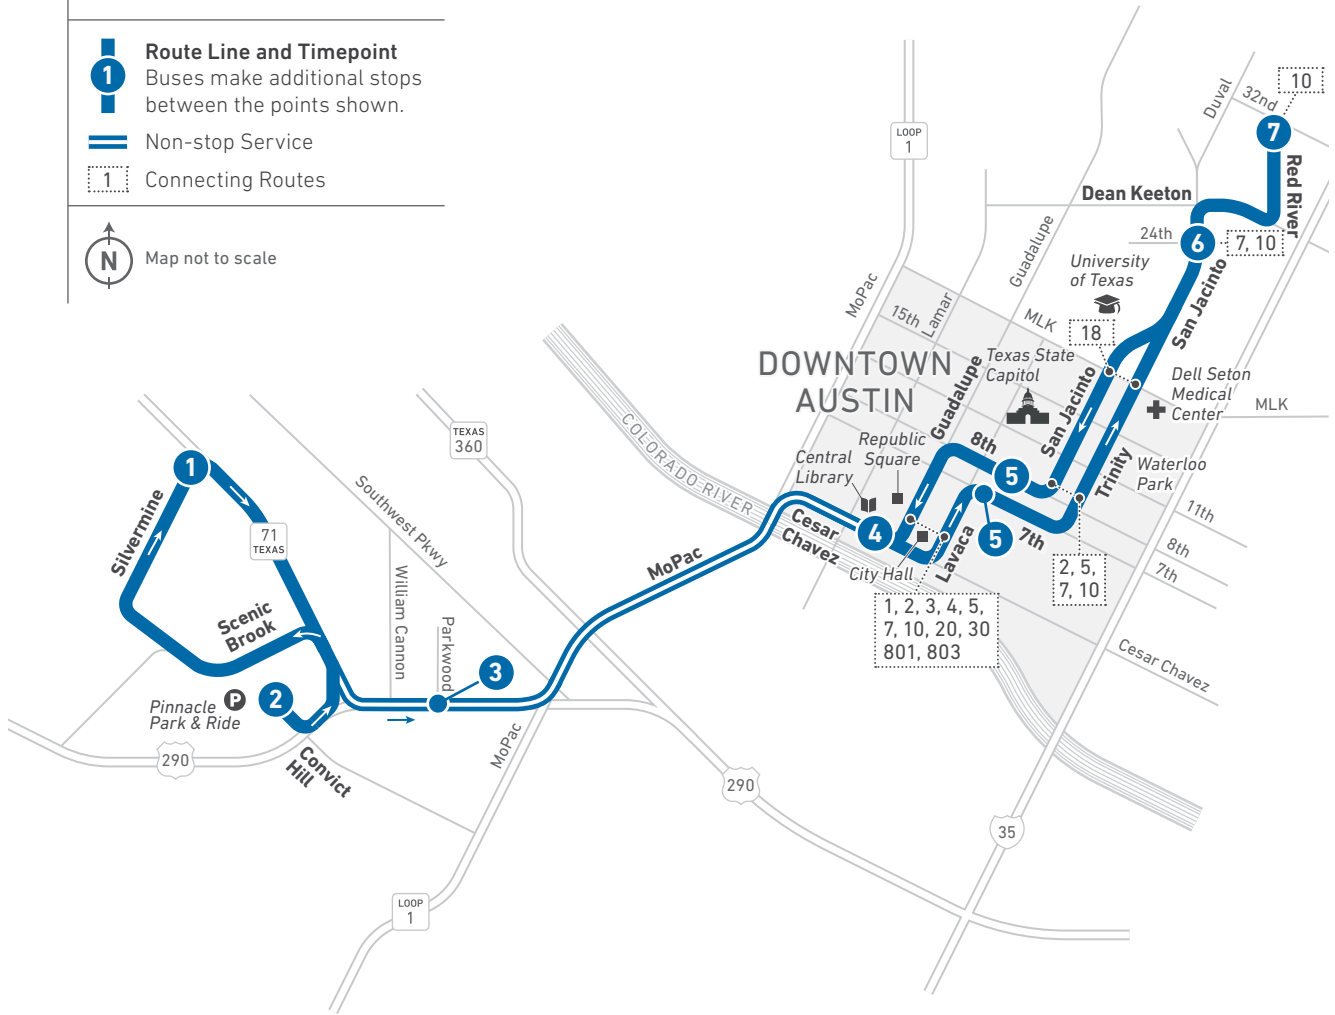 Route Line and Timepoint
1
Buses make additional stops
between the points shown.
Non-stop Service
1
Connecting Routes
N
Map not to scale
10
32nd
Duval
7
Red River
LOOP
1
Dean Keeton
24th
6
7, 10
Guadalupe
University
of Texas
San Jacinto
MoPac
Lamar
15th
MLK
18
DOWNTOWN
AUSTIN
Guadalupe
Texas State
Capitol
San Jacinto
Dell Seton
Medical
Center
MLK
TEXAS
360
COLORADO RIVER
Republic
Square
8th
Central
Library
5
Trinity
Waterloo
Park
1
Southwest Pkwy
11th
Silvermine
71
TEXAS
Cesar
Chavez
4
5
7th
8th
7th
MoPac
City Hall
Lavaca
2, 5,
7, 10
William Cannon
1, 2, 3, 4, 5,
7, 10, 20, 30
801, 803
Scenic
Brook
Parkwood
Cesar Chavez
3
Pinnacle
Park & Ride
P
2
MoPac
290
Convict
Hill
290
35
LOOP
1